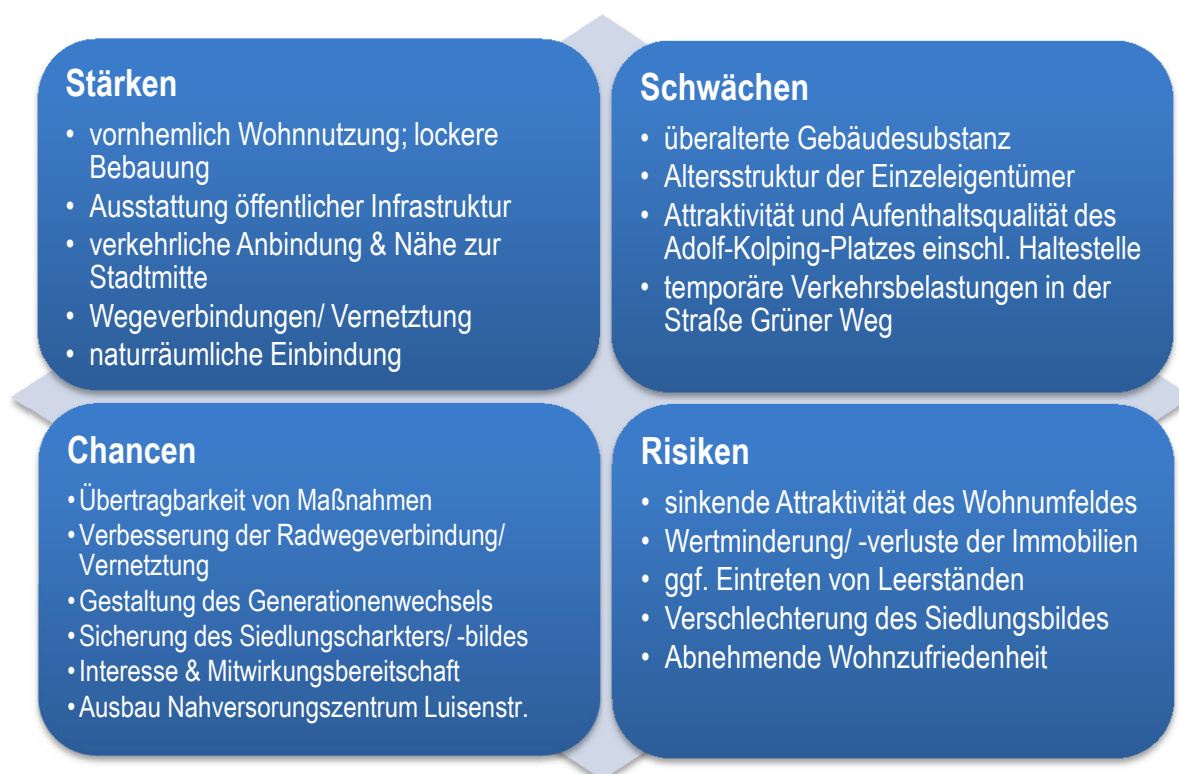 Stärken
• vornhemlich Wohnnutzung; lockere
Bebauung
• Ausstattung öffentlicher Infrastruktur
• verkehrliche Anbindung & Nähe zur
Stadtmitte
• Wegeverbindungen/ Vernetztung
• naturräumliche Einbindung
Schwächen
• überalterte Gebäudesubstanz
• Altersstruktur der Einzeleigentümer
• Attraktivität und Aufenthaltsqualität des
Adolf-Kolping-Platzes einschl. Haltestelle
• temporäre Verkehrsbelastungen in der
Straße Grüner Weg
Chancen
• Übertragbarkeit von Maßnahmen
• Verbesserung der Radwegeverbindung/
Vernetztung
• Gestaltung des Generationenwechsels
• Sicherung des Siedlungscharkters/ -bildes
• Interesse & Mitwirkungsbereitschaft
• Ausbau Nahversorungszentrum Luisenstr.
Risiken
• sinkende Attraktivität des Wohnumfeldes
• Wertminderung/ -verluste der Immobilien
• ggf. Eintreten von Leerständen
• Verschlechterung des Siedlungsbildes
• Abnehmende Wohnzufriedenheit